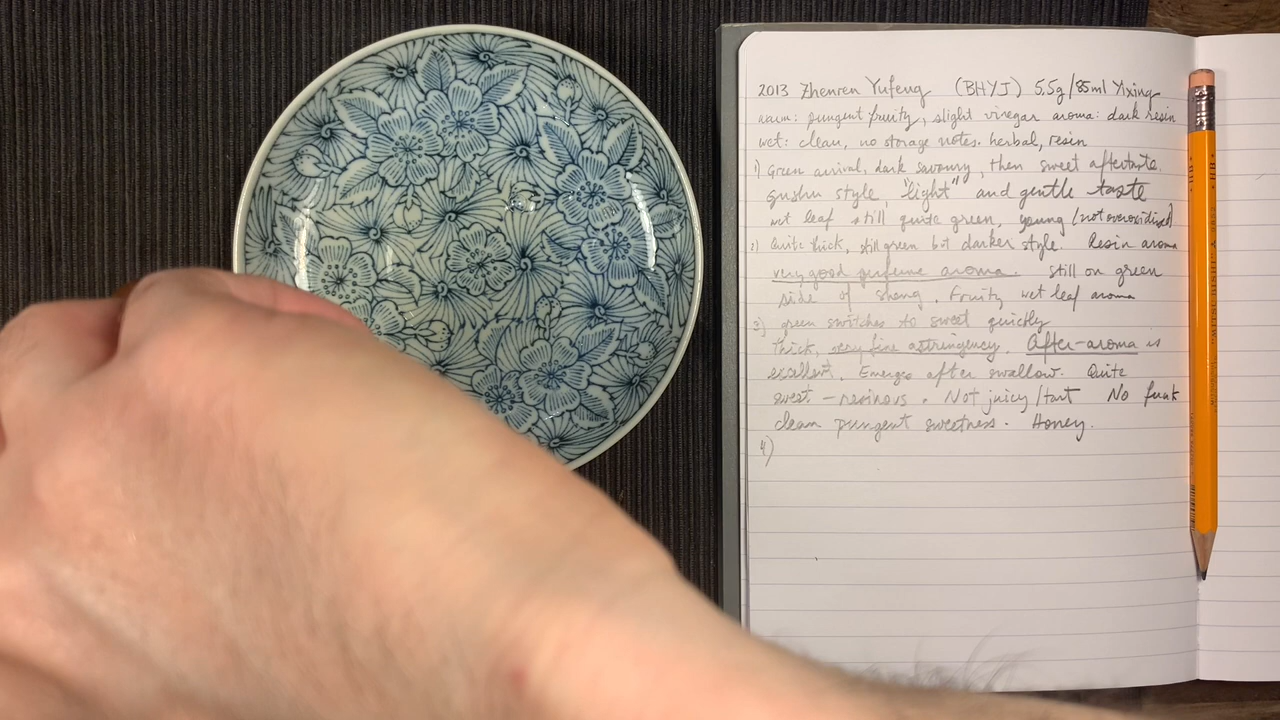 2013 Zhenren Yufeng (BHYJ) 5.5g/85ml Yixing
warm: pungent fruity, slight vinegar aroma: dark resin
wet: clean, no storage notes. herbal, resin
1) Green arrival, dark savoury, then sweet aftertaste.
gushu style, "light" and gentle taste
wet leaf still quite green, young (not overoxidized)
2) Quite thick, still green but darker style. Resin aroma
very good perfume aroma. still on green
side of sheng. Fruity wet leaf aroma
3) green switches to sweet quickly
thick, very fine astringency. After-aroma is
excellent. Emerges after swallow. Quite
sweet - resinous. Not juicy/tart No funk
clean pungent sweetness. Honey.
4)
HB